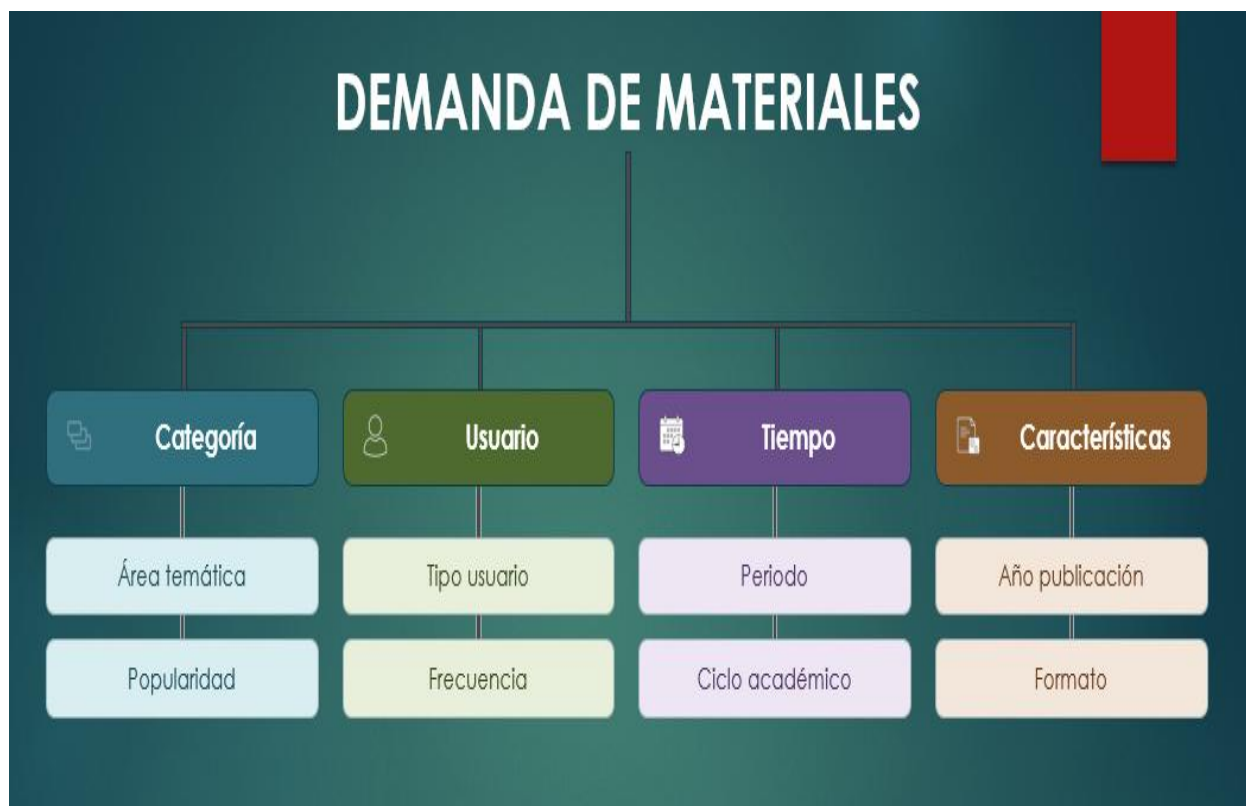 DEMANDA DE MATERIALES
Categoría
Usuario
Tiempo
Características
Área temática
Tipo usuario
Periodo
Año publicación
Popularidad
Frecuencia
Ciclo académico
Formato